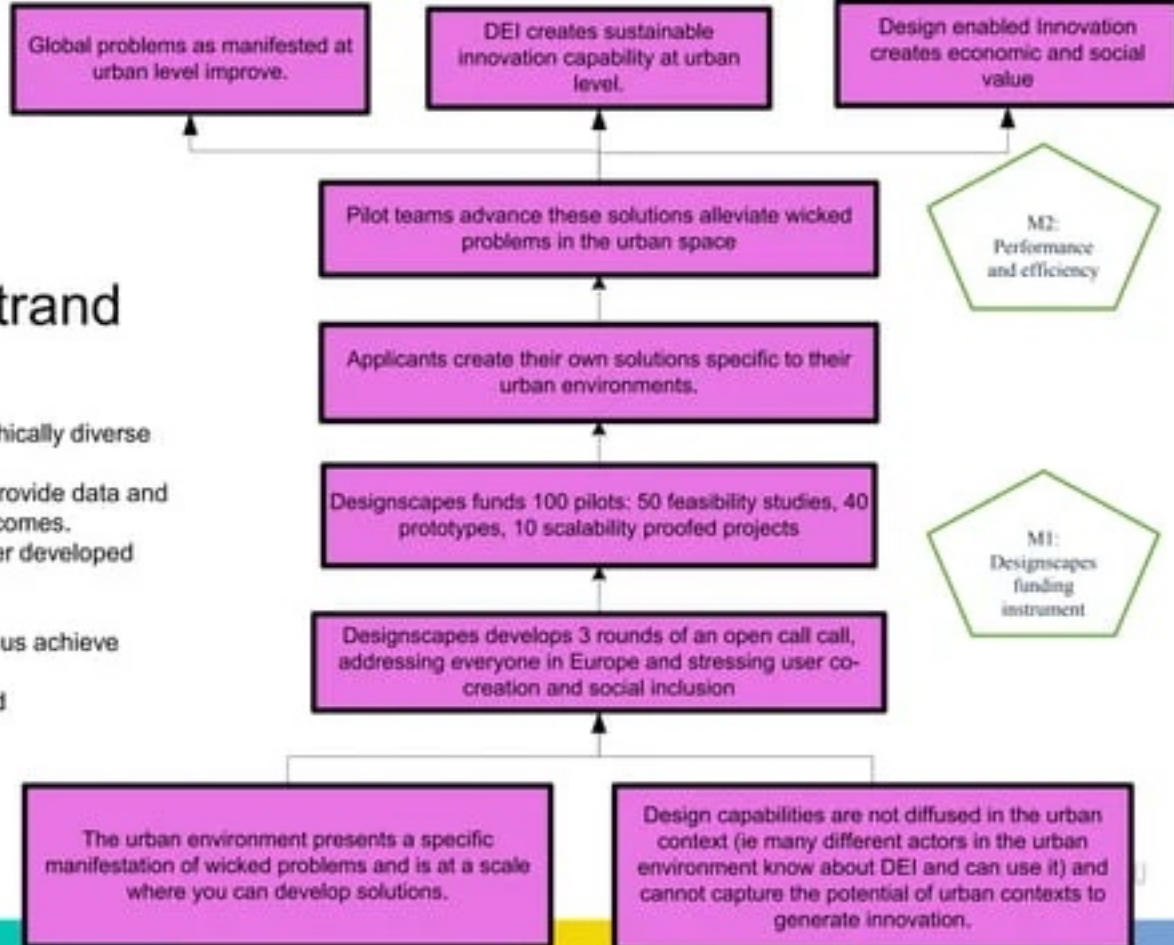 Global problems as manifested at
urban level improve.
DEI creates sustainable
innovation capability at urban
level.
Design enabled Innovation
creates economic and social
value
Pilot teams advance these solutions alleviate wicked
problems in the urban space
M2:
Performance
and efficiency
trand
Applicants create their own solutions specific to their
urban environments.
hically diverse
rovide data and
comes.
er developed
Designscapes funds 100 pilots: 50 feasibility studies, 40
prototypes, 10 scalability proofed projects
M1:
Designscapes
funding
instrument
us achieve
d
Designscapes develops 3 rounds of an open call call,
addressing everyone in Europe and stressing user co-
creation and social inclusion
The urban environment presents a specific
manifestation of wicked problems and is at a scale
where you can develop solutions.
Design capabilities are not diffused in the urban
context (ie many different actors in the urban
environment know about DEI and can use it) and
cannot capture the potential of urban contexts to
generate innovation.